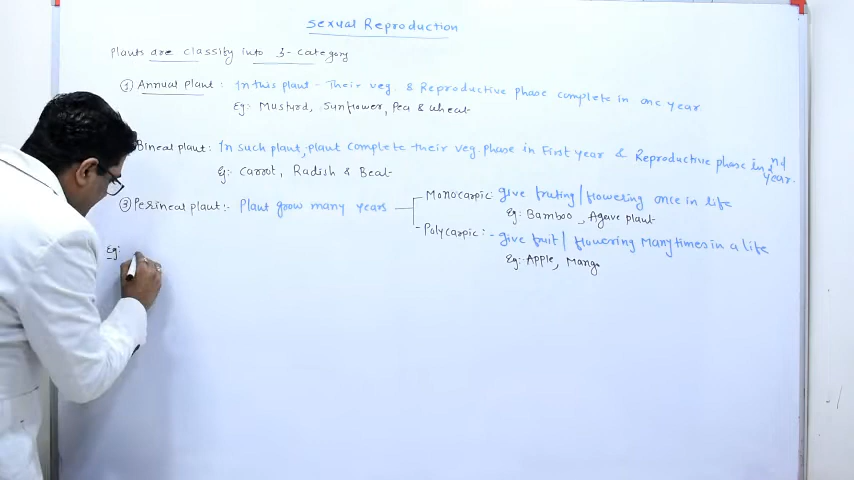 Sexual Reproduction
Plants are classify into 3-category
① Annual Plant: In this plant - Their veg. & Reproductive phase complete in one year
Eg: Mustard, Sunflower, Pea & wheat
Bineal plant: In such plant, plant complete their veg. phase in First year & Reproductive phase in 2nd year.
Eg: Carrot, Radish & Beat
③ Perineal plant:- Plant grow many years
Monocarpic: give fruting/flowering once in life
Eg: Bamboo, Agave plant
Polycarpic:- give fruit/flowering Many times in a life
Eg:- Apple, Mango
Eg: